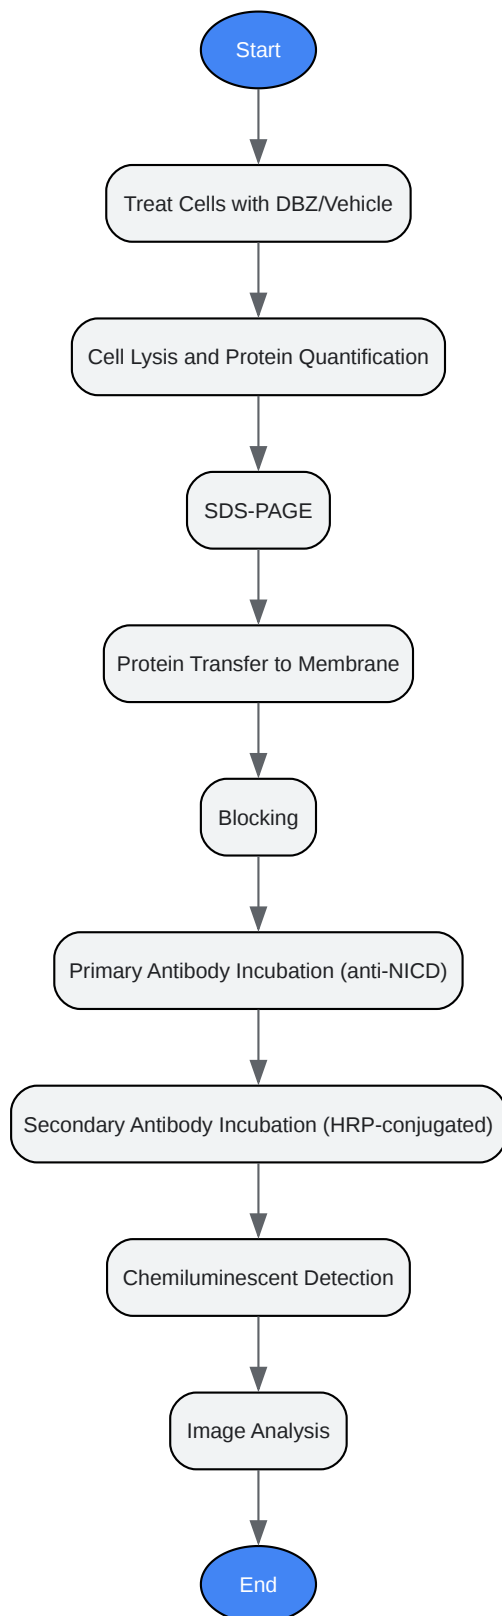 Start
Treat Cells with DBZ/Vehicle
Cell Lysis and Protein Quantification
SDS-PAGE
Protein Transfer to Membrane
Blocking
Primary Antibody Incubation (anti-NICD)
Secondary Antibody Incubation (HRP-conjugated)
Chemiluminescent Detection
Image Analysis
End